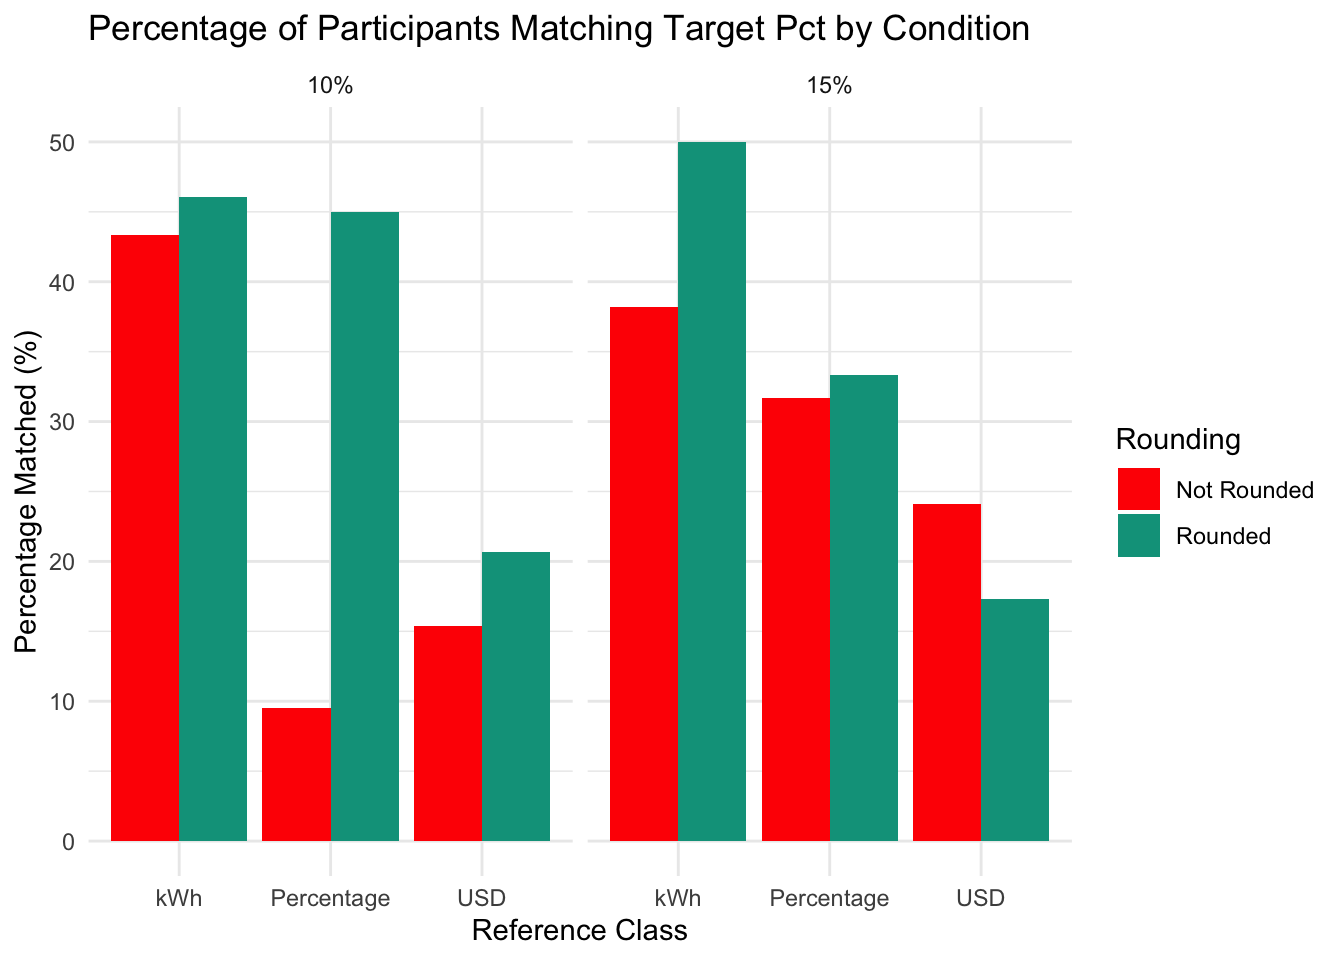 Percentage of Participants Matching Target Pct by Condition
10%
15%
Percentage Matched (%)
50
40
30
20
10
0
kWh
Percentage
USD
kWh
Percentage
USD
Reference Class
Rounding
Not Rounded
Rounded